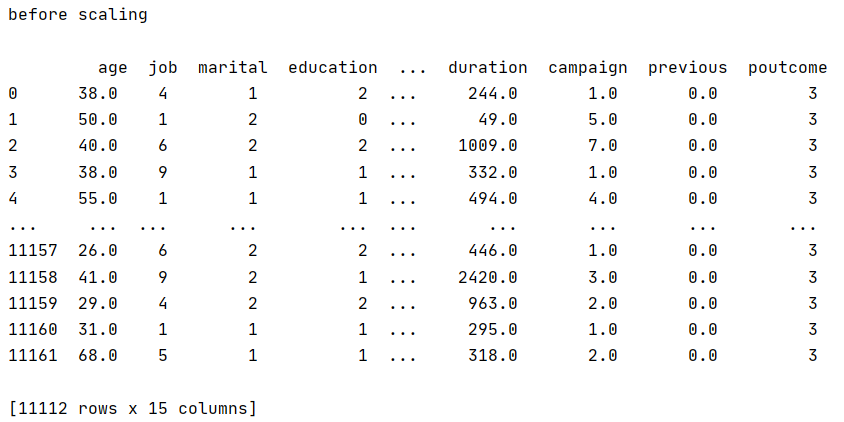 before scaling
age job marital education ... duration campaign previous poutcome
0 38.0 4 1 2 ... 244.0 1.0 0.0 3
1 50.0 1 2 0 ... 49.0 5.0 0.0 3
2 40.0 6 2 2 ... 1009.0 7.0 0.0 3
3 38.0 9 1 1 ... 332.0 1.0 0.0 3
4 55.0 1 1 1 ... 494.0 4.0 0.0 3
... ... ... ... ... ... ... ... ... ...
11157 26.0 6 2 2 ... 446.0 1.0 0.0 3
11158 41.0 9 2 1 ... 2420.0 3.0 0.0 3
11159 29.0 4 2 2 ... 963.0 2.0 0.0 3
11160 31.0 1 1 1 ... 295.0 1.0 0.0 3
11161 68.0 5 1 1 ... 318.0 2.0 0.0 3
[11112 rows x 15 columns]